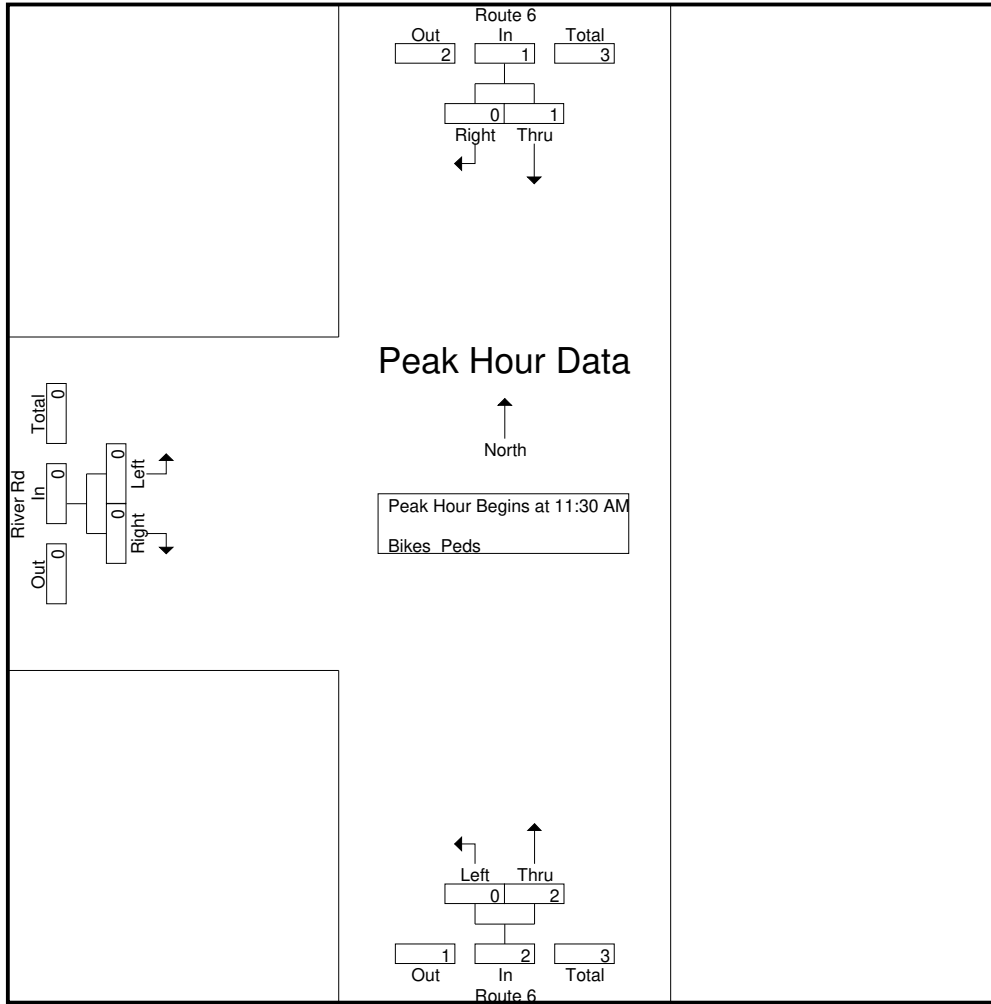 Route 6
Out In Total
2 1 3
0 1
Right Thru
Peak Hour Data
North
Peak Hour Begins at 11:30 AM
Bikes Peds
River Rd
Out In Total
0 0 0
Right Left
0 0
Left Thru
0 2
1 2 3
Out In Total
Route 6